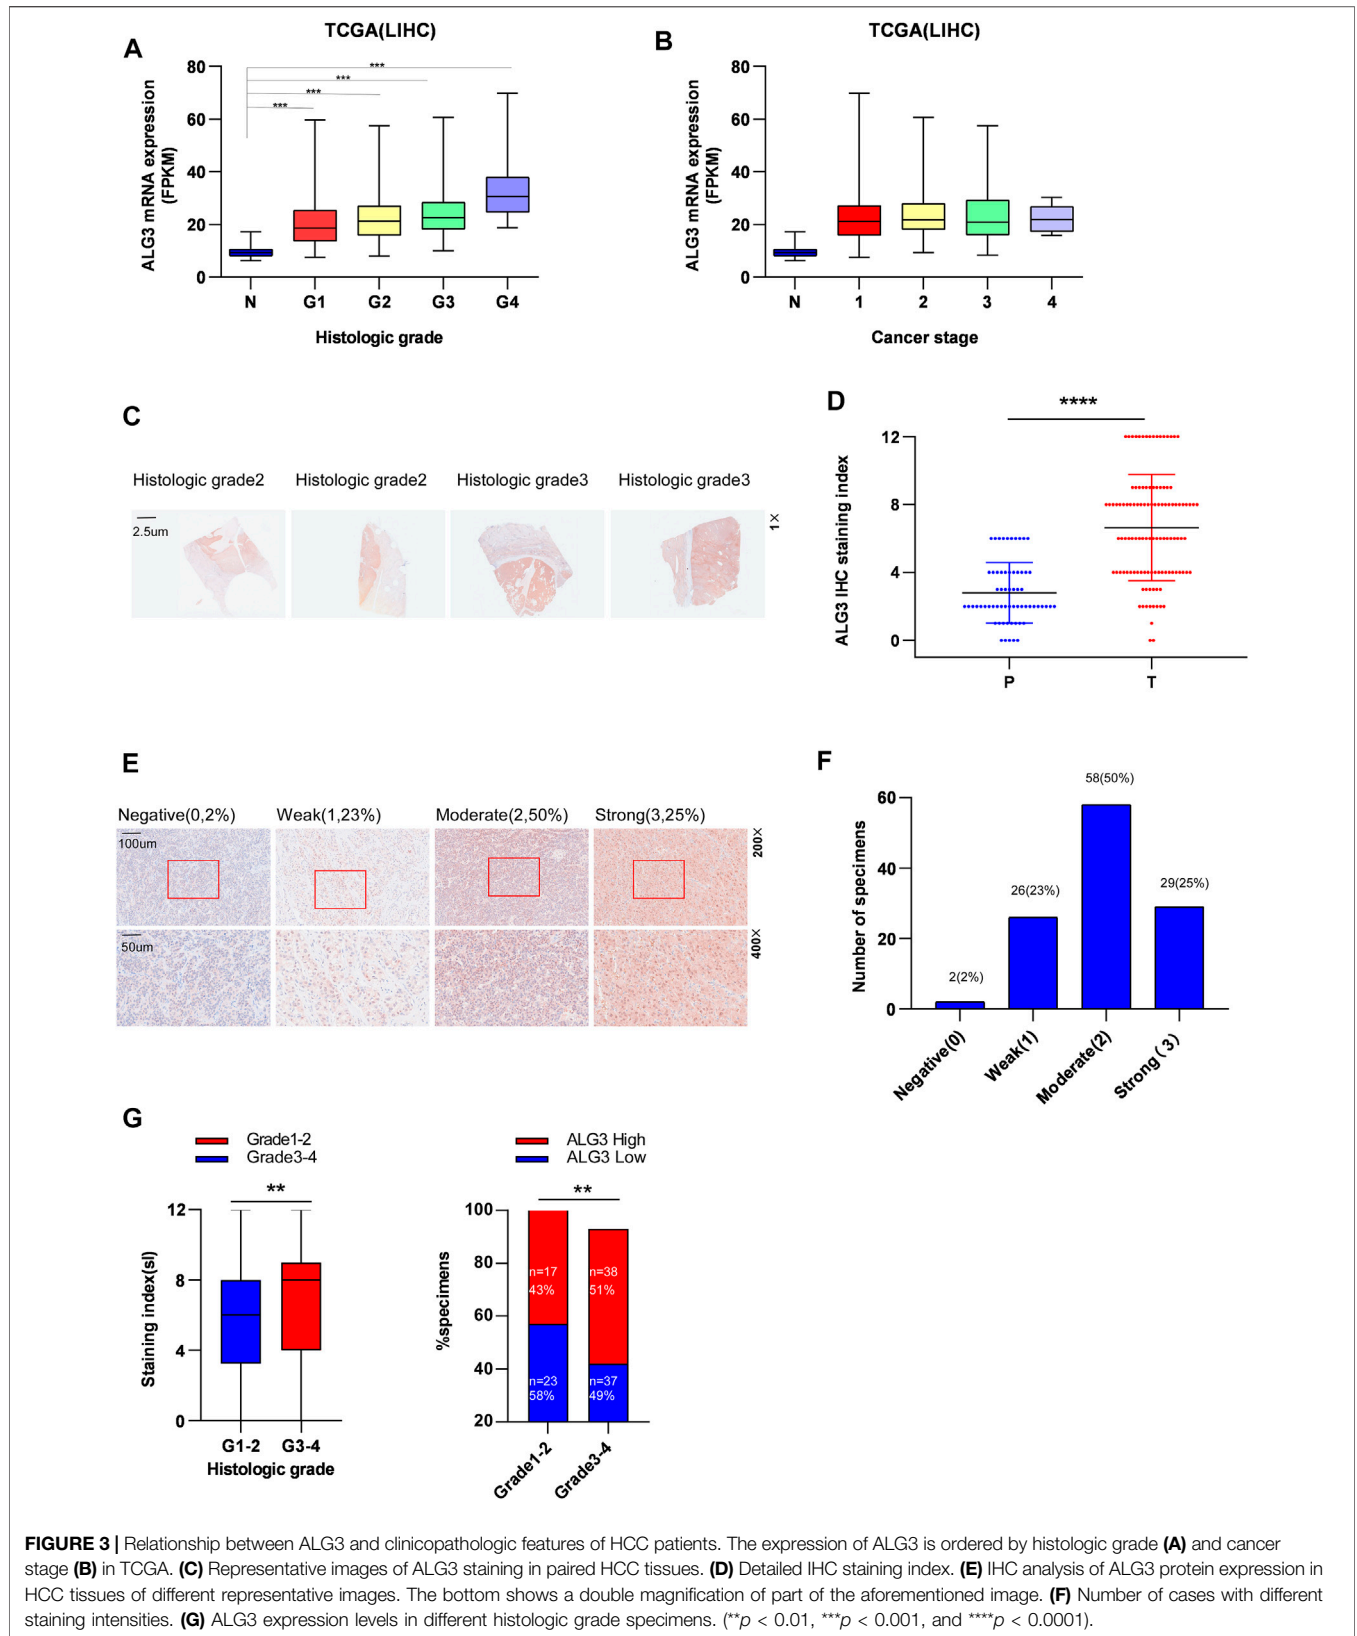 A
TCGA(LIHC)
ALG3 mRNA expression
(FPKM)
80
60
40
20
0
***
***
***
***
N G1 G2 G3 G4
Histologic grade
B
TCGA(LIHC)
ALG3 mRNA expression
(FPKM)
80
60
40
20
0
N 1 2 3 4
Cancer stage
C
Histologic grade2 Histologic grade2 Histologic grade3 Histologic grade3
2.5um
1×
D
****
ALG3 IHC staining index
12
8
4
0
P T
E
Negative(0,2%) Weak(1,23%) Moderate(2,50%) Strong(3,25%)
100um
200×
50um
400×
F
Number of specimens
60
40
20
0
2(2%)
26(23%)
58(50%)
29(25%)
Negative(0)
Weak(1)
Moderate(2)
Strong(3)
G
Grade1-2
Grade3-4
**
Staining index(sI)
12
8
4
0
G1-2 G3-4
Histologic grade
ALG3 High
ALG3 Low
**
%specimens
100
80
60
40
20
n=17
43%
n=38
51%
n=23
58%
n=37
49%
Grade1-2
Grade3-4
FIGURE 3 | Relationship between ALG3 and clinicopathologic features of HCC patients. The expression of ALG3 is ordered by histologic grade (A) and cancer
stage (B) in TCGA. (C) Representative images of ALG3 staining in paired HCC tissues. (D) Detailed IHC staining index. (E) IHC analysis of ALG3 protein expression in
HCC tissues of different representative images. The bottom shows a double magnification of part of the aforementioned image. (F) Number of cases with different
staining intensities. (G) ALG3 expression levels in different histologic grade specimens. (**p < 0.01, ***p < 0.001, and ****p < 0.0001).